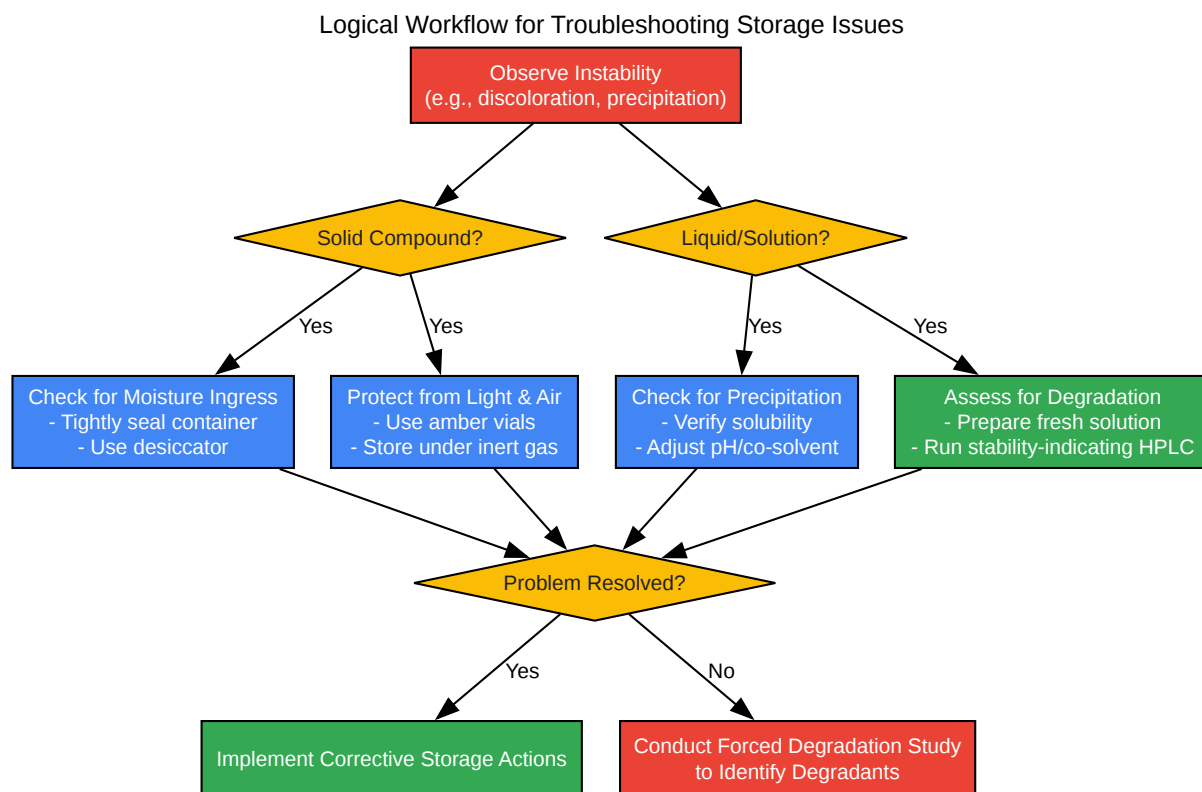 Logical Workflow for Troubleshooting Storage Issues
Observe Instability
(e.g., discoloration, precipitation)
Solid Compound?
Liquid/Solution?
Yes
Yes
Yes
Yes
Check for Moisture Ingress
- Tightly seal container
- Use desiccator
Protect from Light & Air
- Use amber vials
- Store under inert gas
Check for Precipitation
- Verify solubility
- Adjust pH/co-solvent
Assess for Degradation
- Prepare fresh solution
- Run stability-indicating HPLC
Problem Resolved?
Yes
No
Implement Corrective Storage Actions
Conduct Forced Degradation Study
to Identify Degradants